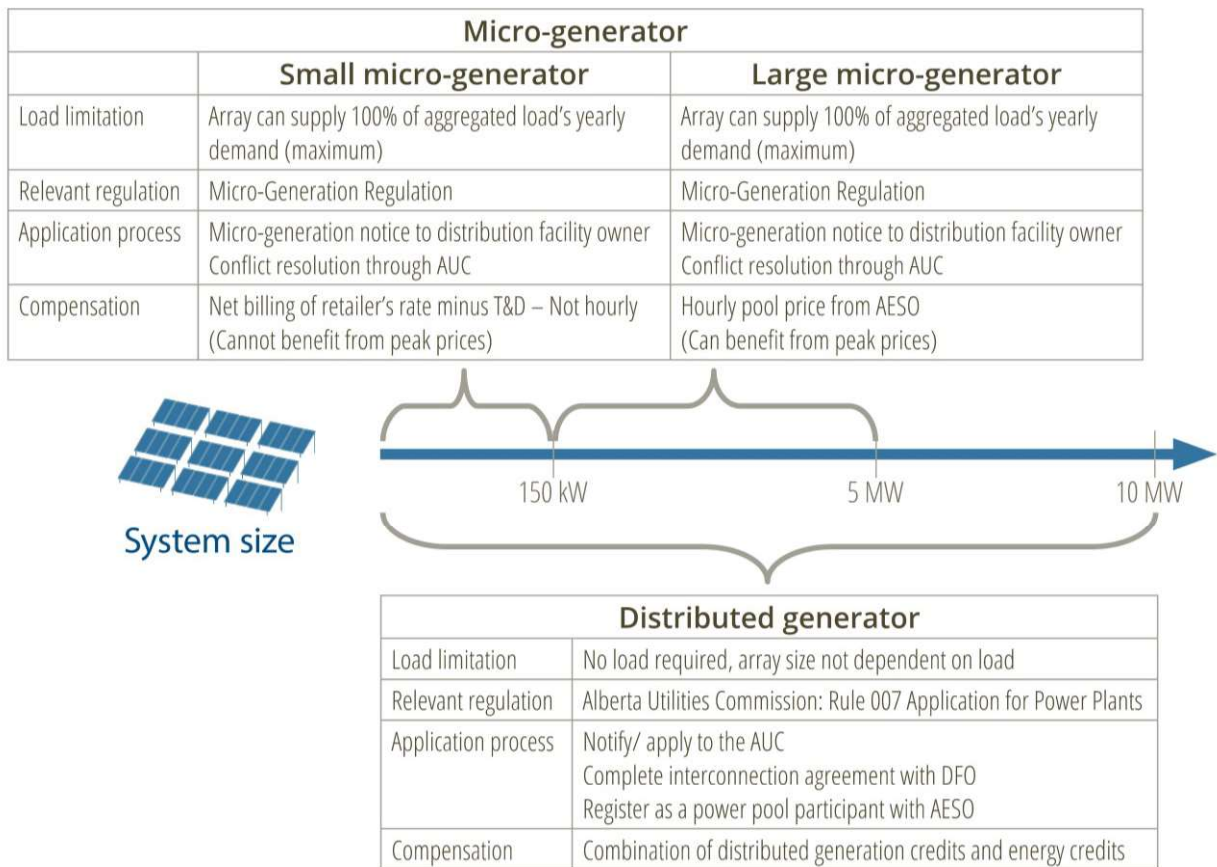 Micro-generator
Small micro-generator
Large micro-generator
Load limitation
Array can supply 100% of aggregated load's yearly
demand (maximum)
Array can supply 100% of aggregated load's yearly
demand (maximum)
Relevant regulation
Micro-Generation Regulation
Micro-Generation Regulation
Application process
Micro-generation notice to distribution facility owner
Conflict resolution through AUC
Micro-generation notice to distribution facility owner
Conflict resolution through AUC
Compensation
Net billing of retailer's rate minus T&D – Not hourly
(Cannot benefit from peak prices)
Hourly pool price from AESO
(Can benefit from peak prices)
System size
150 kW
5 MW
10 MW
Distributed generator
Load limitation
No load required, array size not dependent on load
Relevant regulation
Alberta Utilities Commission: Rule 007 Application for Power Plants
Application process
Notify/ apply to the AUC
Complete interconnection agreement with DFO
Register as a power pool participant with AESO
Compensation
Combination of distributed generation credits and energy credits